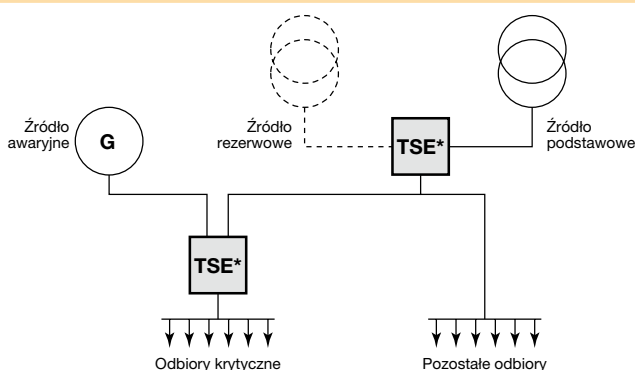 Źródło
awaryjne
G
Źródło
rezerwowe
TSE*
Źródło
podstawowe
TSE*
Odbiory krytyczne
Pozostałe odbiory